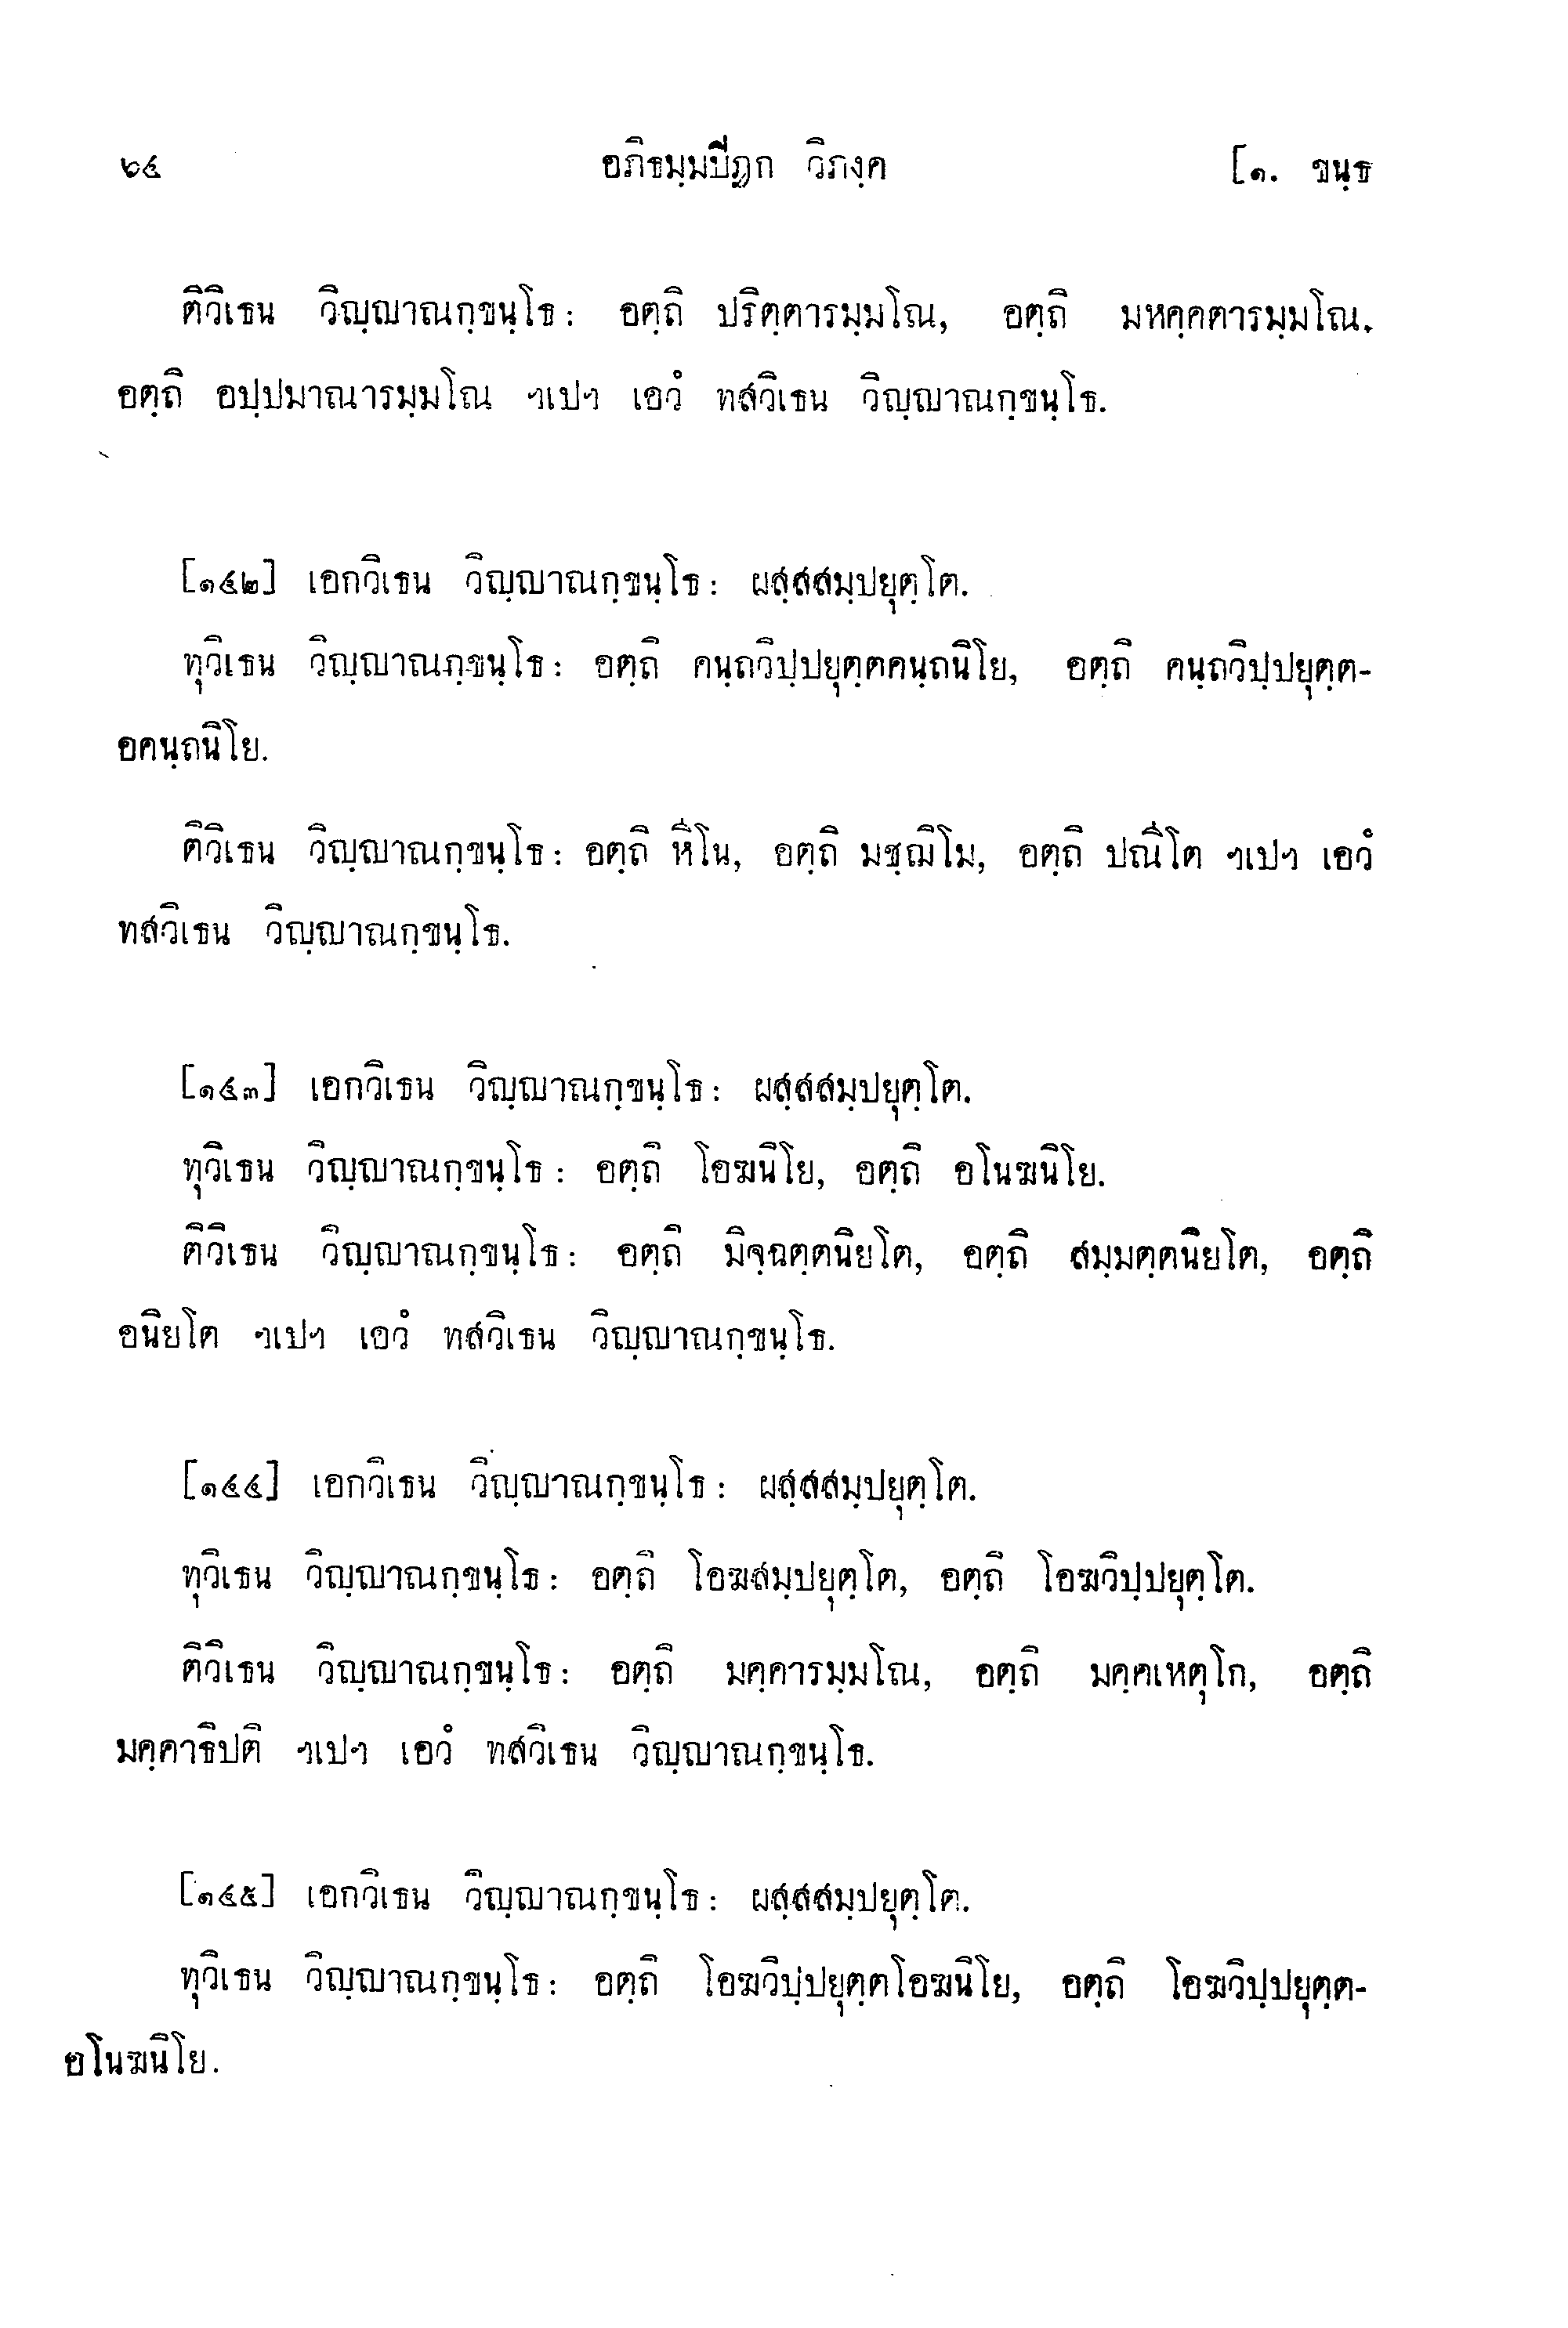 ๖๔ อภิธมฺมปีฏก วิภงฺค [๑. ขนฺธ
ติวิเธน วิญฺญาณกฺขนฺโธ: อตฺถิ ปริตฺตารมฺมโณ, อตฺถิ มหคฺคตารมฺมโณ,
อตฺถิ อปฺปมาณารมฺมโณ ฯเปฯ เอวํ ทสวิเธน วิญฺญาณกฺขนฺโธ.
[๑๔๒] เอกวิเธน วิญฺญาณกฺขนฺโธ: ผสฺสสมฺปยุตฺโต.
ทุวิเธน วิญฺญาณกฺขนฺโธ: อตฺถิ คนฺถวิปฺปยุตฺตคนฺถนิโย, อตฺถิ คนฺถวิปฺปยุตฺต-
อคนฺถนิโย.
ติวิเธน วิญฺญาณกฺขนฺโธ: อตฺถิ หีโน, อตฺถิ มชฺฌิโม, อตฺถิ ปณีโต ฯเปฯ เอวํ
ทสวิเธน วิญฺญาณกฺขนฺโธ.
[๑๔๓] เอกวิเธน วิญฺญาณกฺขนฺโธ: ผสฺสสมฺปยุตฺโต.
ทุวิเธน วิญฺญาณกฺขนฺโธ: อตฺถิ โอฆนิโย, อตฺถิ อโนฆนิโย.
ติวิเธน วิญฺญาณกฺขนฺโธ: อตฺถิ มิจฺฉตฺตนิยโต, อตฺถิ สมฺมตฺตนิยโต, อตฺถิ
อนิยโต ฯเปฯ เอวํ ทสวิเธน วิญฺญาณกฺขนฺโธ.
[๑๔๔] เอกวิเธน วิญฺญาณกฺขนฺโธ: ผสฺสสมฺปยุตฺโต.
ทุวิเธน วิญฺญาณกฺขนฺโธ: อตฺถิ โอฆสมฺปยุตฺโต, อตฺถิ โอฆวิปฺปยุตฺโต.
ติวิเธน วิญฺญาณกฺขนฺโธ: อตฺถิ มคฺคารมฺมโณ, อตฺถิ มคฺคเหตุโก, อตฺถิ
มคฺคาธิปติ ฯเปฯ เอวํ ทสวิเธน วิญฺญาณกฺขนฺโธ.
[๑๔๕] เอกวิเธน วิญฺญาณกฺขนฺโธ: ผสฺสสมฺปยุตฺโต.
ทุวิเธน วิญฺญาณกฺขนฺโธ: อตฺถิ โอฆวิปฺปยุตฺตโอฆนิโย, อตฺถิ โอฆวิปฺปยุตฺต-
อโนฆนิโย.